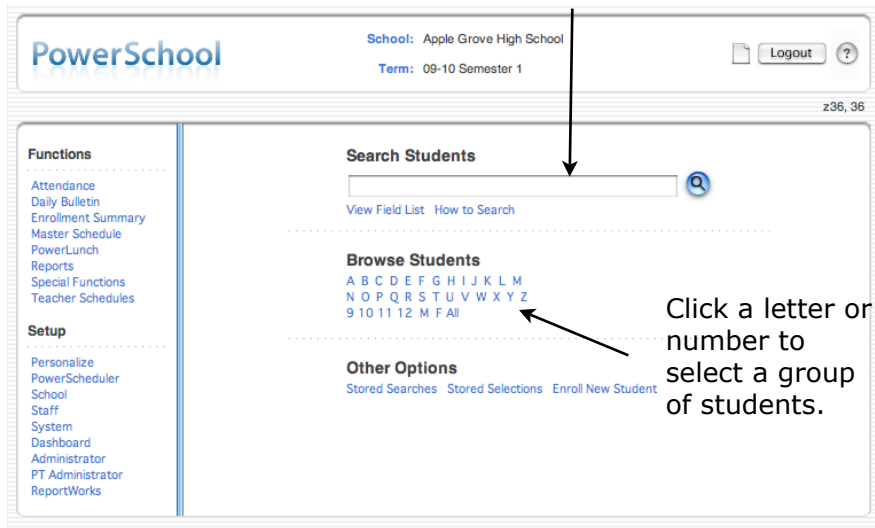 PowerSchool
School: Apple Grove High School
Term: 09-10 Semester 1
Logout
?
z36, 36
Functions
Attendance
Daily Bulletin
Enrollment Summary
Master Schedule
PowerLunch
Reports
Special Functions
Teacher Schedules
Setup
Personalize
PowerScheduler
School
Staff
System
Dashboard
Administrator
PT Administrator
ReportWorks
Search Students
View Field List How to Search
Browse Students
A B C D E F G H I J K L M
N O P Q R S T U V W X Y Z
9 10 11 12 M F All
Other Options
Stored Searches Stored Selections Enroll New Student
Click a letter or
number to
select a group
of students.